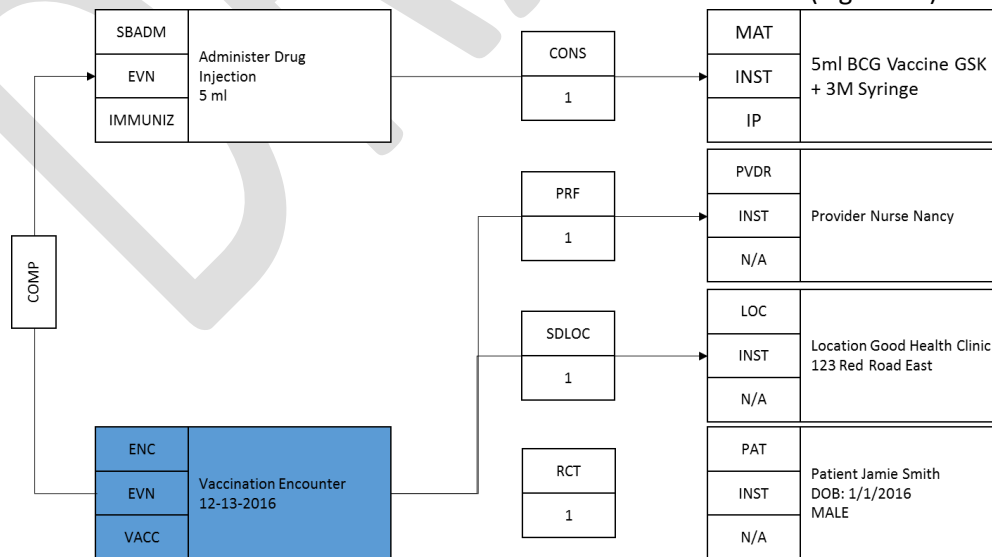 SBADM
EVN
IMMUNIZ
Administer Drug
Injection
5 ml
CONS
1
MAT
INST
IP
5ml BCG Vaccine GSK
+ 3M Syringe
PRF
1
PVDR
INST
N/A
Provider Nurse Nancy
COMP
SDLOC
1
LOC
INST
N/A
Location Good Health Clinic
123 Red Road East
ENC
EVN
VACC
Vaccination Encounter
12-13-2016
RCT
1
PAT
INST
N/A
Patient Jamie Smith
DOB: 1/1/2016
MALE